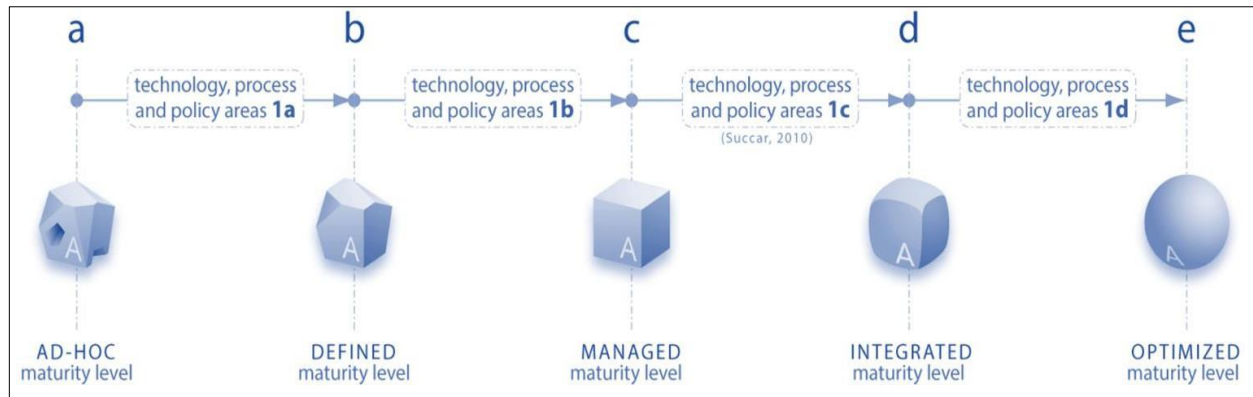 a
b
c
d
e
technology, process
and policy areas 1a
technology, process
and policy areas 1b
technology, process
and policy areas 1c
(Succar, 2010)
technology, process
and policy areas 1d
A
A
A
A
A
AD-HOC
maturity level
DEFINED
maturity level
MANAGED
maturity level
INTEGRATED
maturity level
OPTIMIZED
maturity level